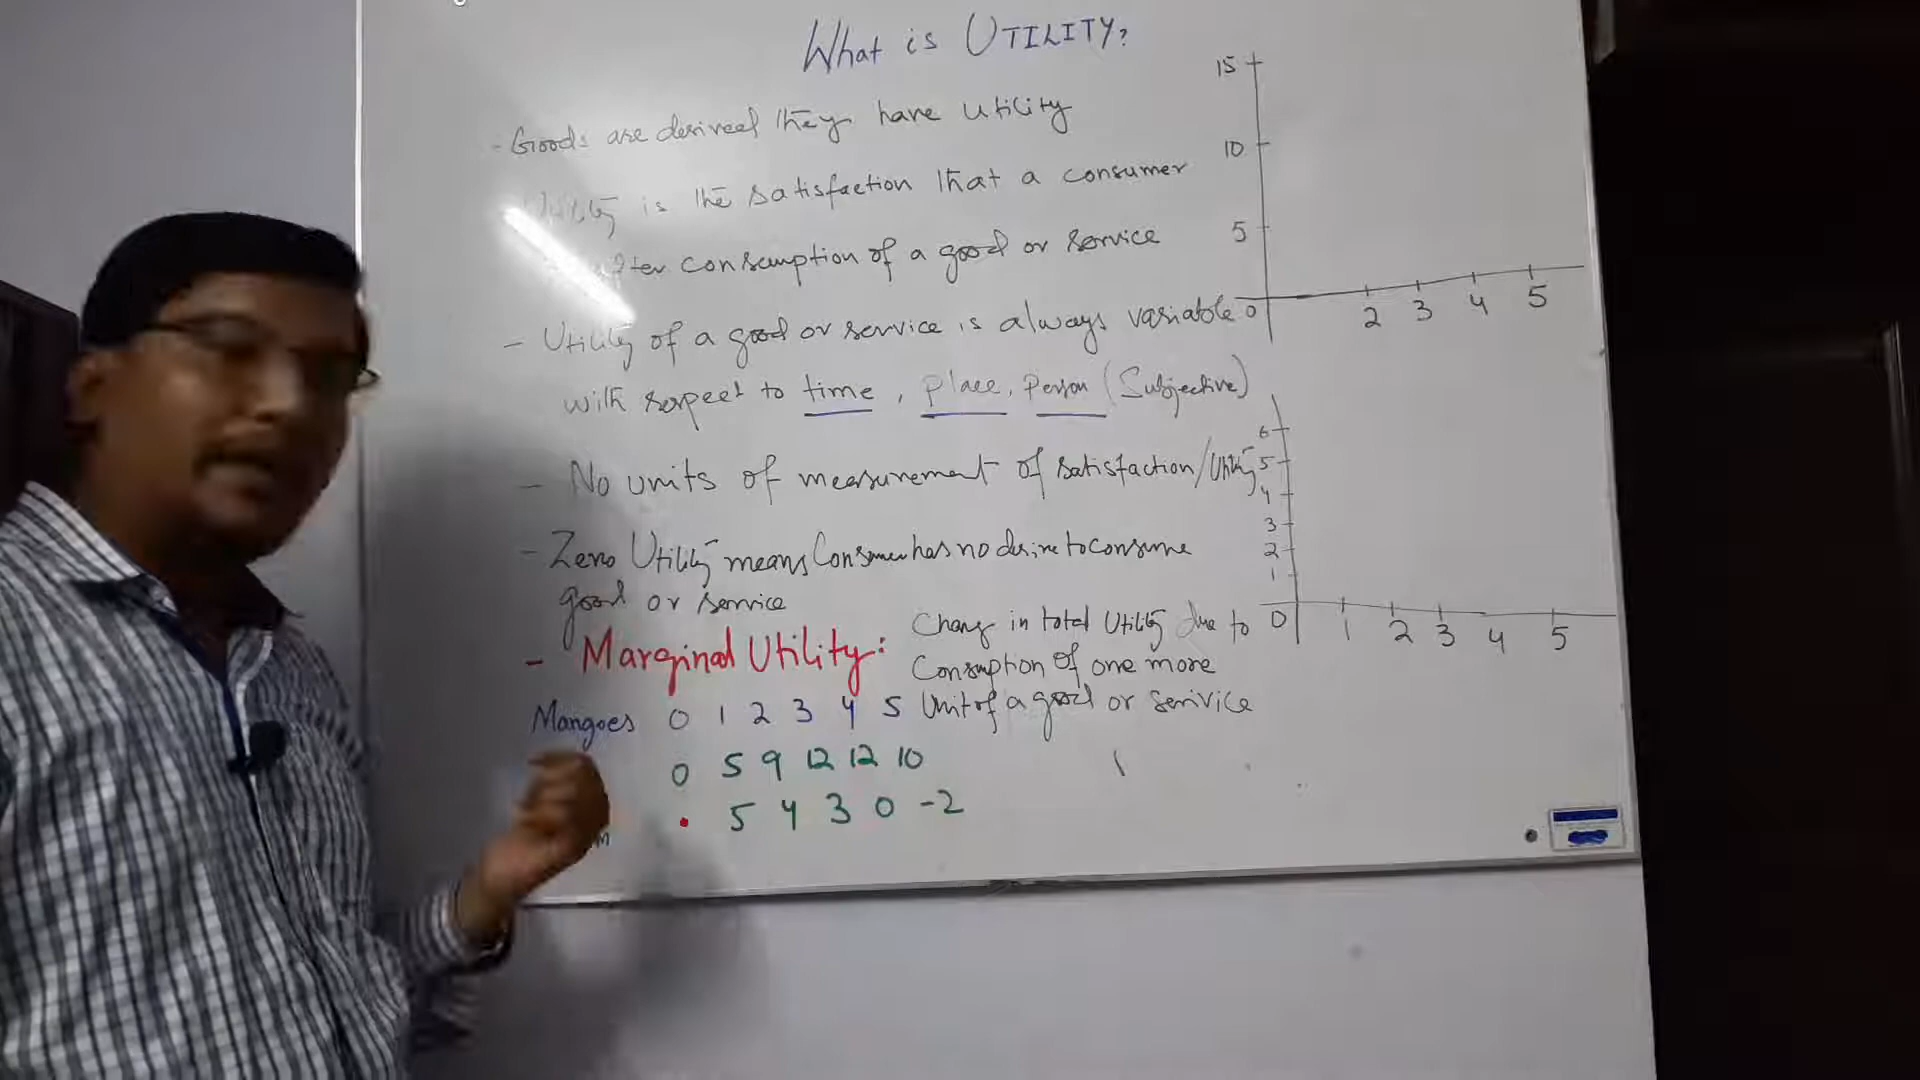 What is UTILITY?
- Goods are desired they have utility
is the satisfaction that a consumer
after consumption of a good or service
- Utility of a good or service is always variable
with respect to time, place, person (Subjective)
- No units of measurement of satisfaction/Utility
- Zero Utility means Consumer has no desire to consume
good or service
- Marginal Utility: Chang in total Utility due to
Consumption of one more
Unit of a good or service
Mangoes 0 1 2 3 4 5
0 5 9 12 12 10
. 5 4 3 0 -2
15
10
5
0
2 3 4 5
6
5
4
3
2
1
0 1 2 3 4 5